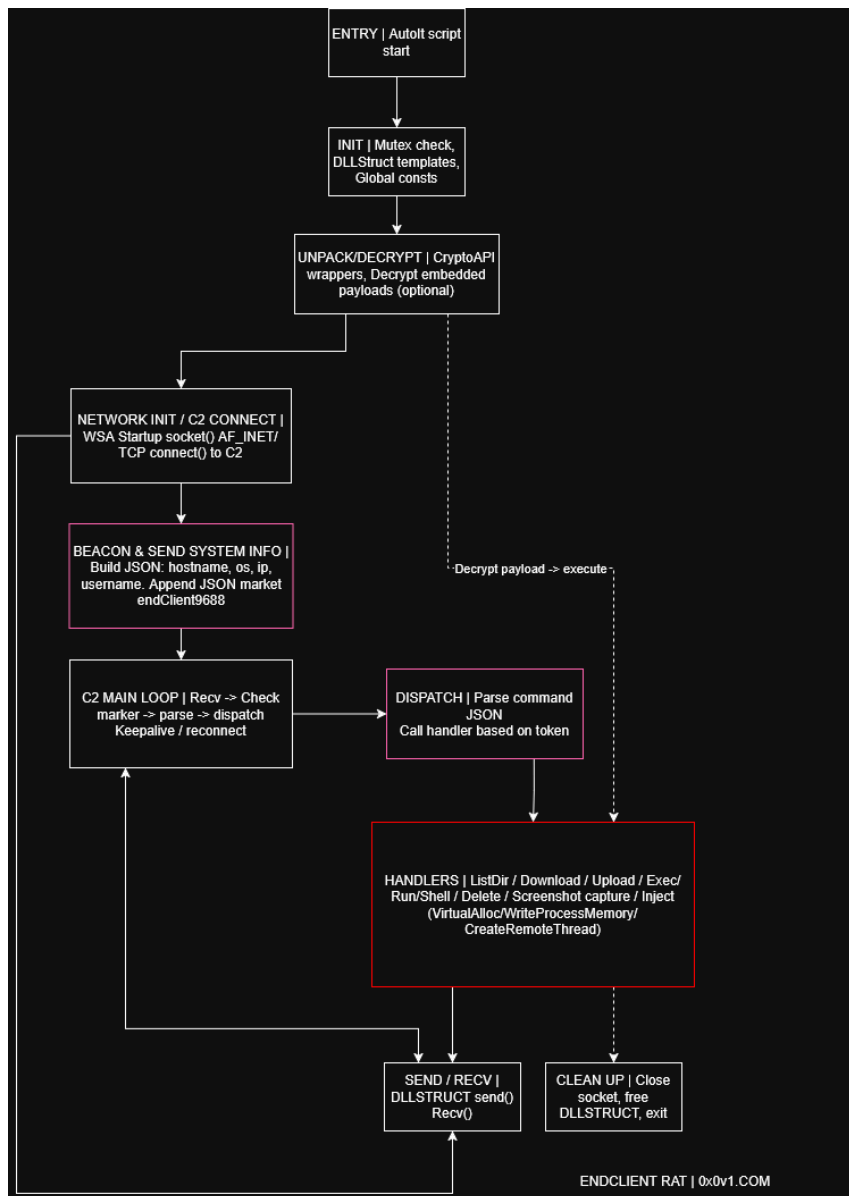 ENTRY | AutoIt script
start
INIT | Mutex check,
DLLStruct templates,
Global consts
UNPACK/DECRYPT | CryptoAPI
wrappers, Decrypt embedded
payloads (optional)
NETWORK INIT / C2 CONNECT |
WSA Startup socket() AF_INET/
TCP connect() to C2
BEACON & SEND SYSTEM INFO |
Build JSON: hostname, os, ip,
username. Append JSON market
endClient9688
Decrypt payload -> execute
C2 MAIN LOOP | Recv -> Check
marker -> parse -> dispatch
Keepalive / reconnect
DISPATCH | Parse command
JSON
Call handler based on token
HANDLERS | ListDir / Download / Upload / Exec/
Run/Shell / Delete / Screenshot capture / Inject
(VirtualAlloc/WriteProcessMemory/
CreateRemoteThread)
SEND / RECV |
DLLSTRUCT send()
Recv()
CLEAN UP | Close
socket, free
DLLSTRUCT, exit
ENDCLIENT RAT | 0x0v1.COM